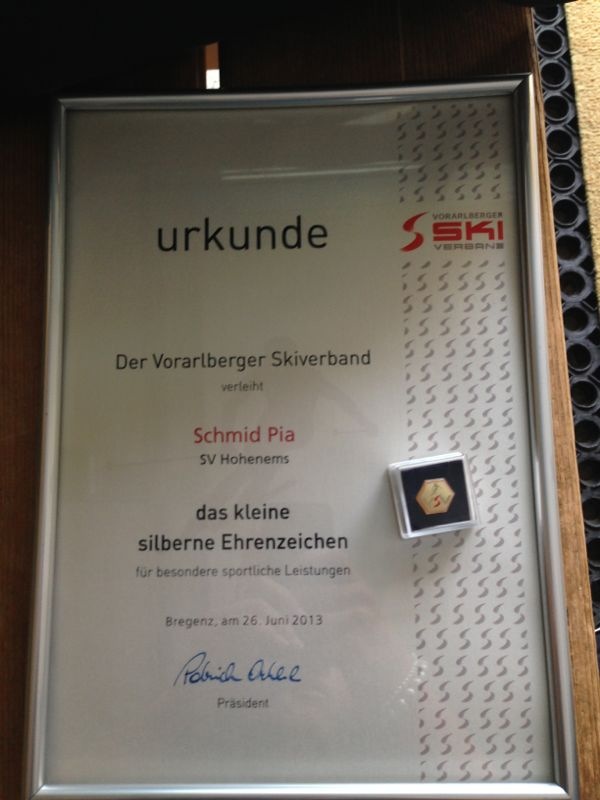 urkunde
VORARLBERGER
SKI
VERBAND
Der Vorarlberger Skiverband
verleiht
Schmid Pia
SV Hohenems
das kleine
silberne Ehrenzeichen
für besondere sportliche Leistungen
Bregenz, am 26. Juni 2013
Präsident